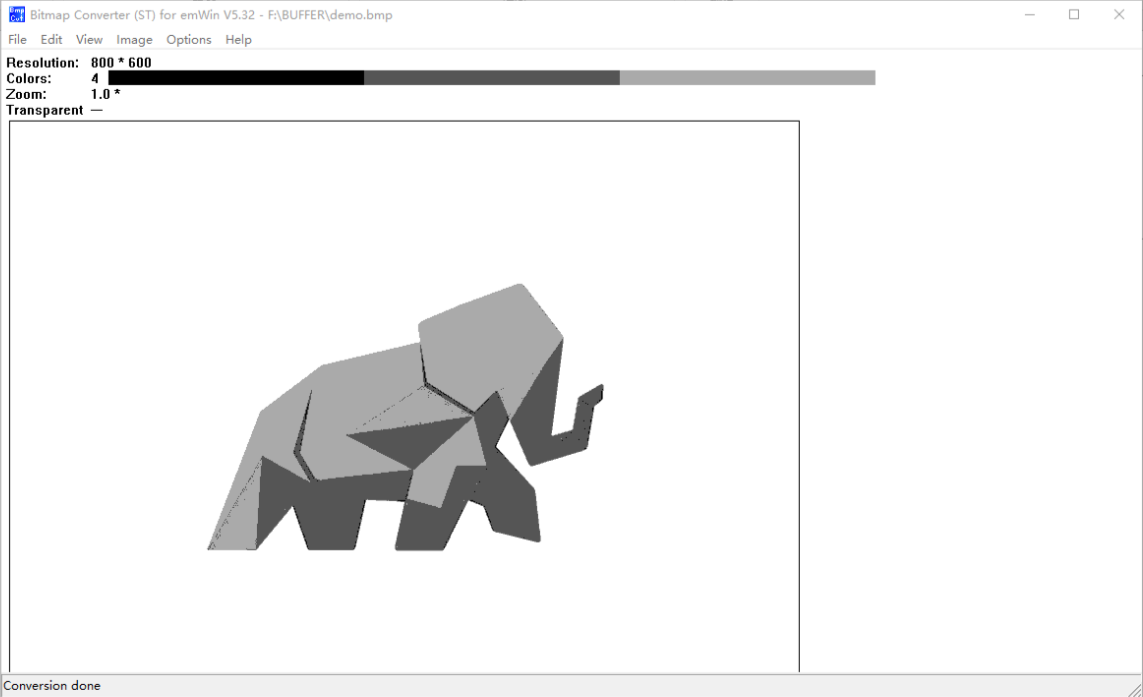 Bitmap Converter (ST) for emWin V5.32 - F:\BUFFER\demo.bmp
File Edit View Image Options Help
Resolution: 800 * 600
Colors: 4
Zoom: 1.0 *
Transparent —
Conversion done